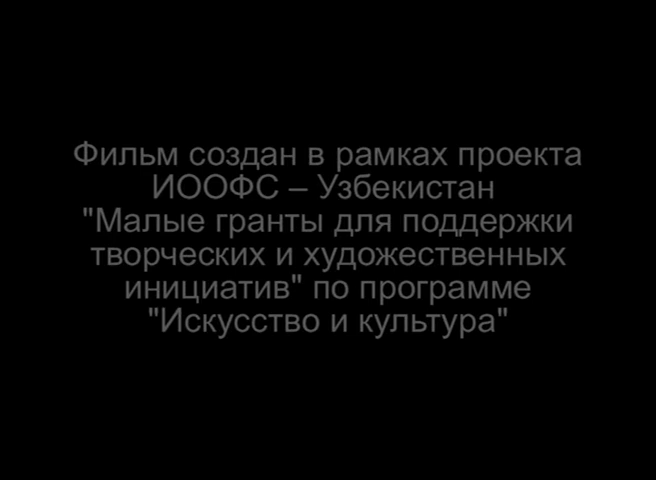 Фильм создан в рамках проекта
ИООФС – Узбекистан
"Малые гранты для поддержки
творческих и художественных
инициатив" по программе
"Искусство и культура"